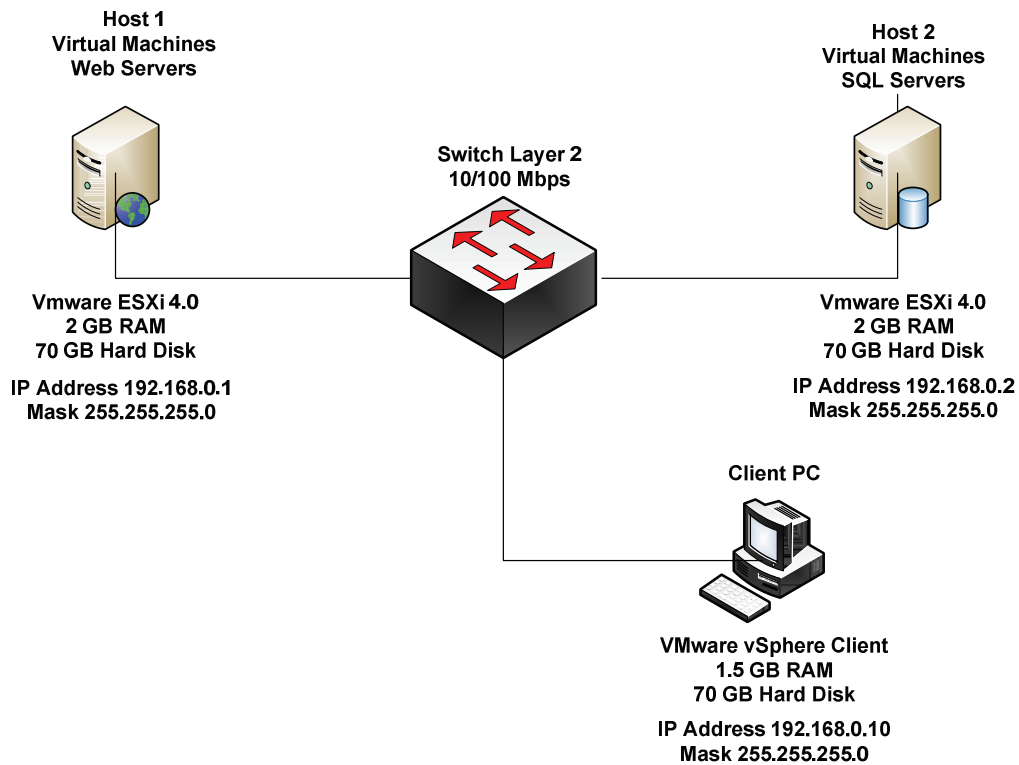 Host 1
Virtual Machines
Web Servers
Host 2
Virtual Machines
SQL Servers
Switch Layer 2
10/100 Mbps
Vmware ESXi 4.0
2 GB RAM
70 GB Hard Disk
IP Address 192.168.0.1
Mask 255.255.255.0
Vmware ESXi 4.0
2 GB RAM
70 GB Hard Disk
IP Address 192.168.0.2
Mask 255.255.255.0
Client PC
VMware vSphere Client
1.5 GB RAM
70 GB Hard Disk
IP Address 192.168.0.10
Mask 255.255.255.0